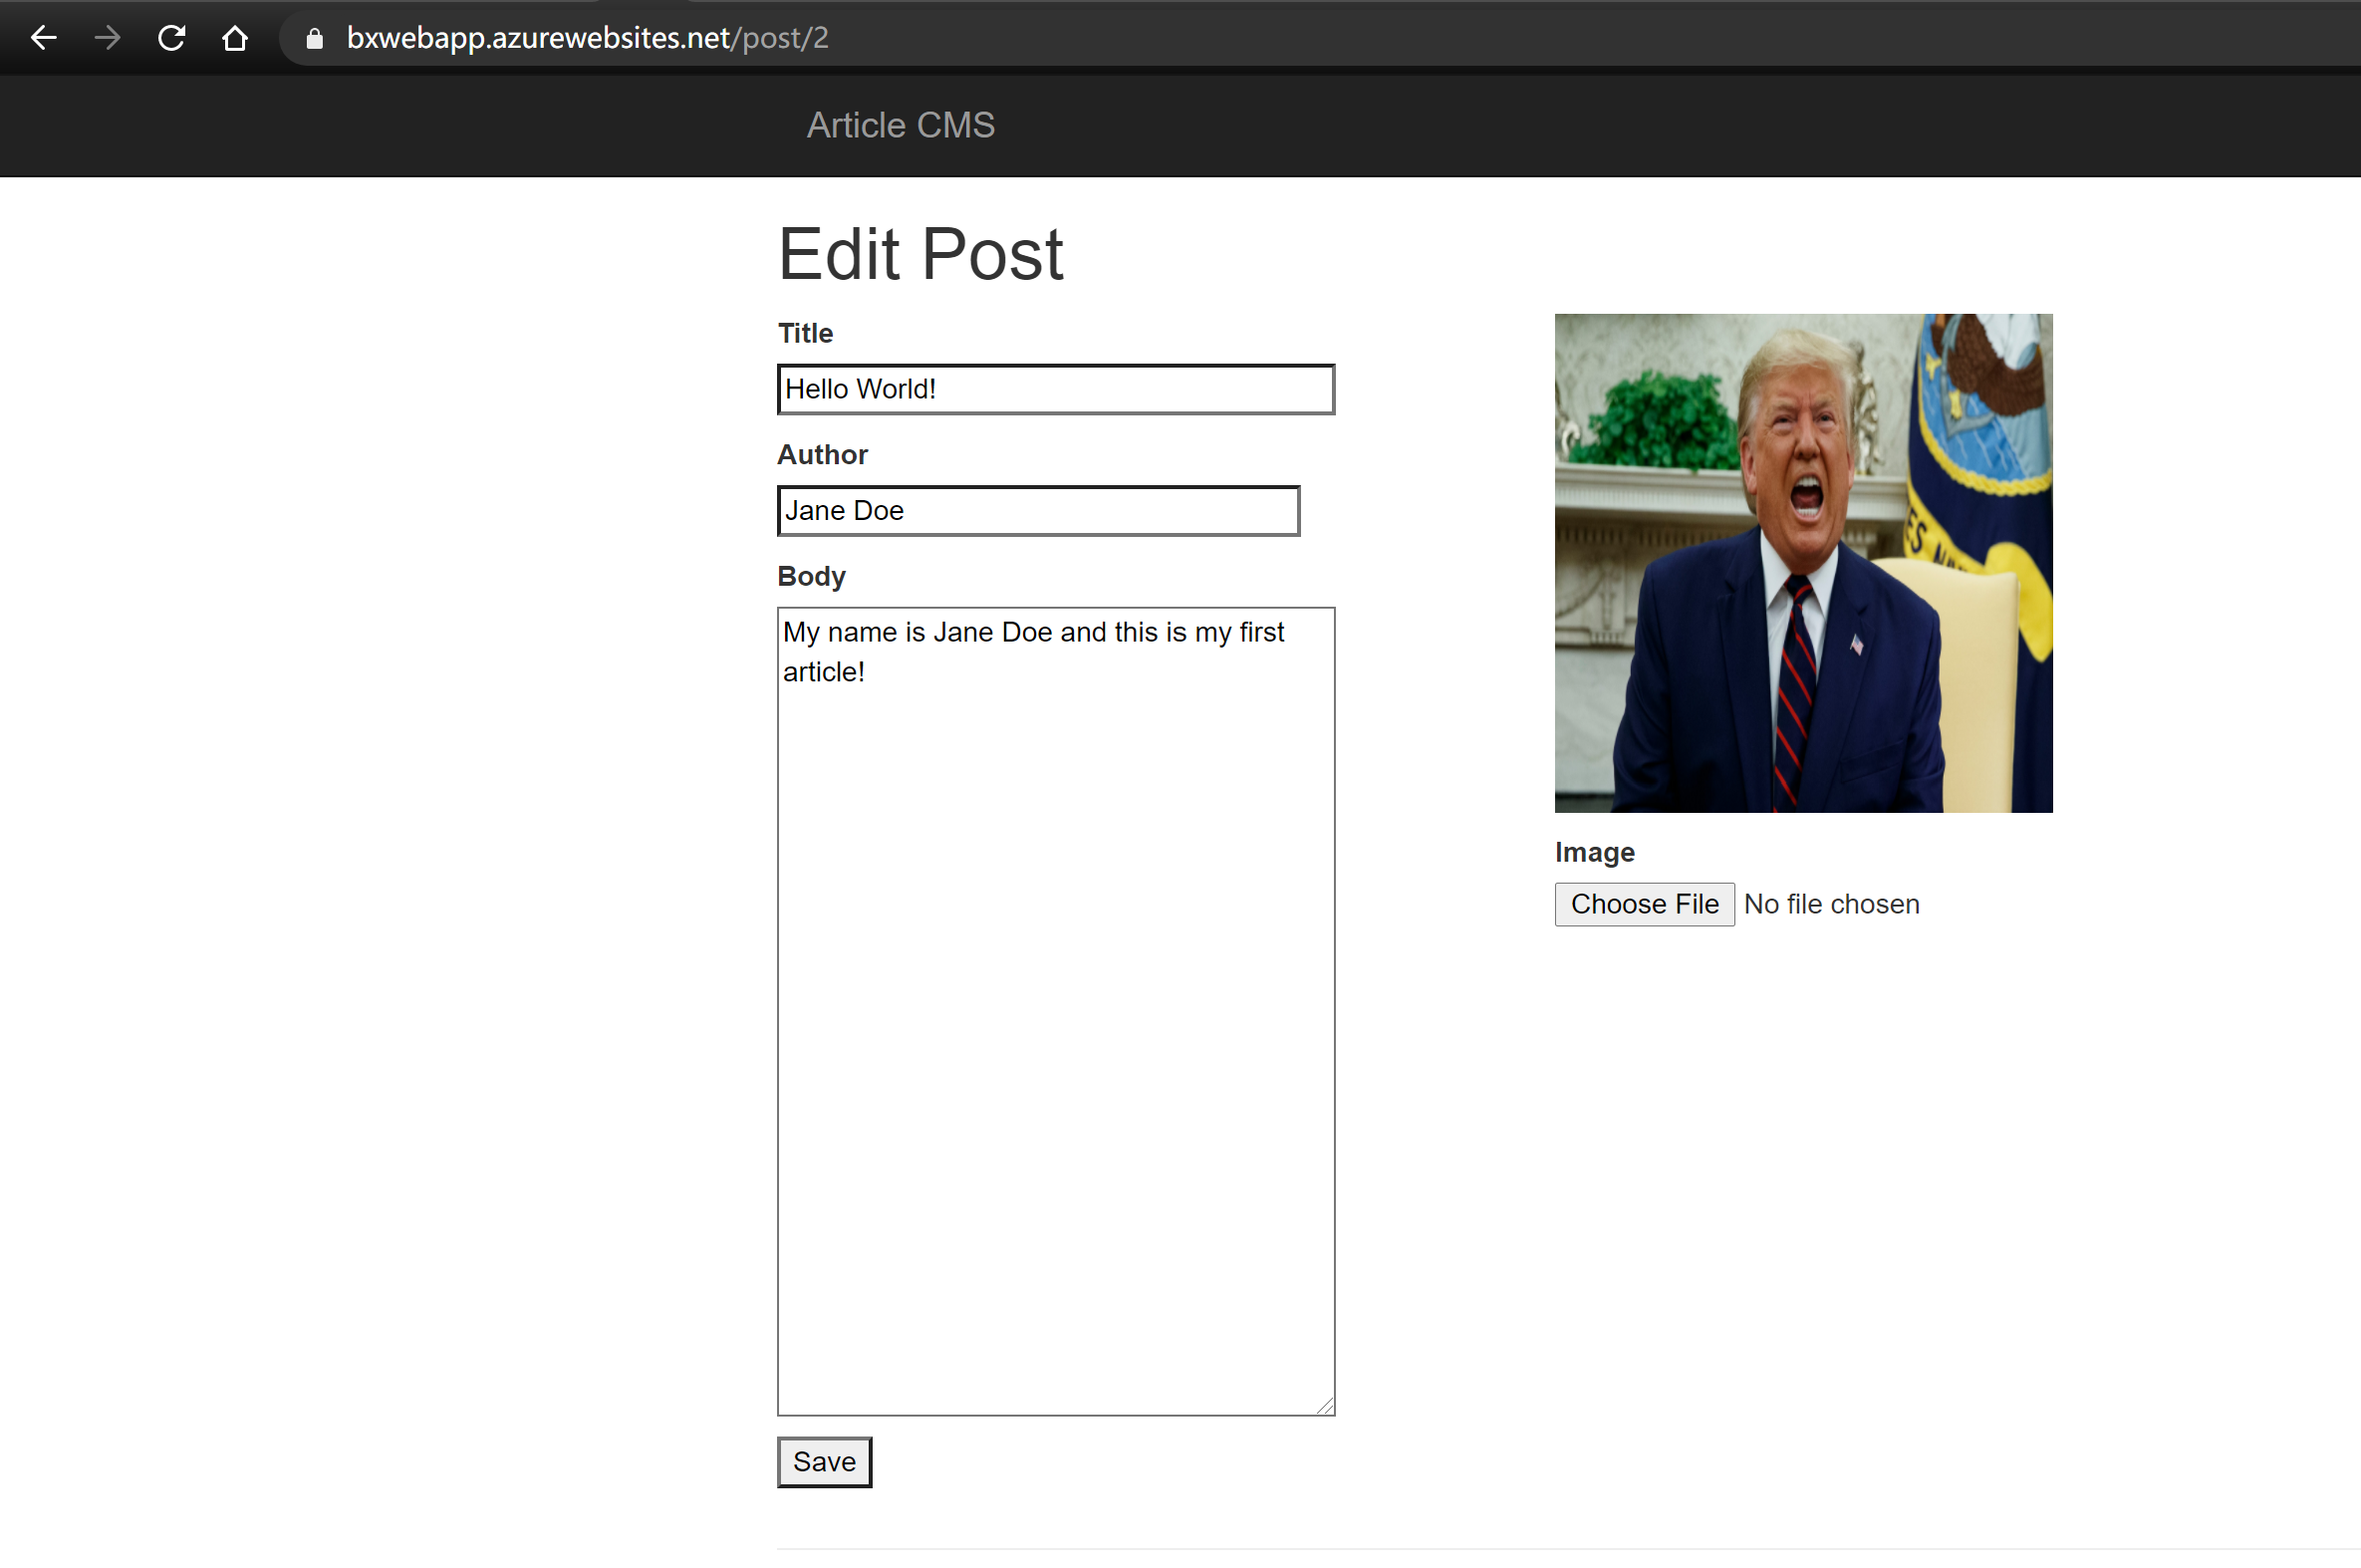 bxwebapp.azurewebsites.net/post/2
Article CMS
Edit Post
Title
Hello World!
Author
Jane Doe
Body
My name is Jane Doe and this is my first
article!
Save
Image
Choose File No file chosen